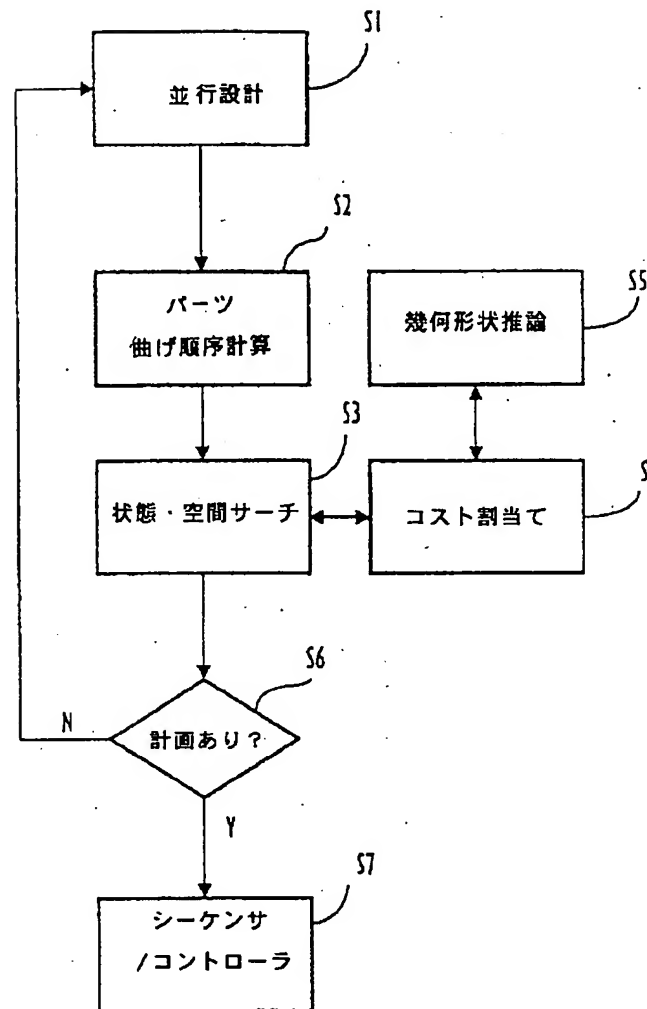 S1
並行設計
S2
パーツ
曲げ順序計算
S5
幾何形状推論
S3
状態・空間サーチ
S
コスト割当て
S6
計画あり?
N
Y
S7
シーケンサ
/コントローラ